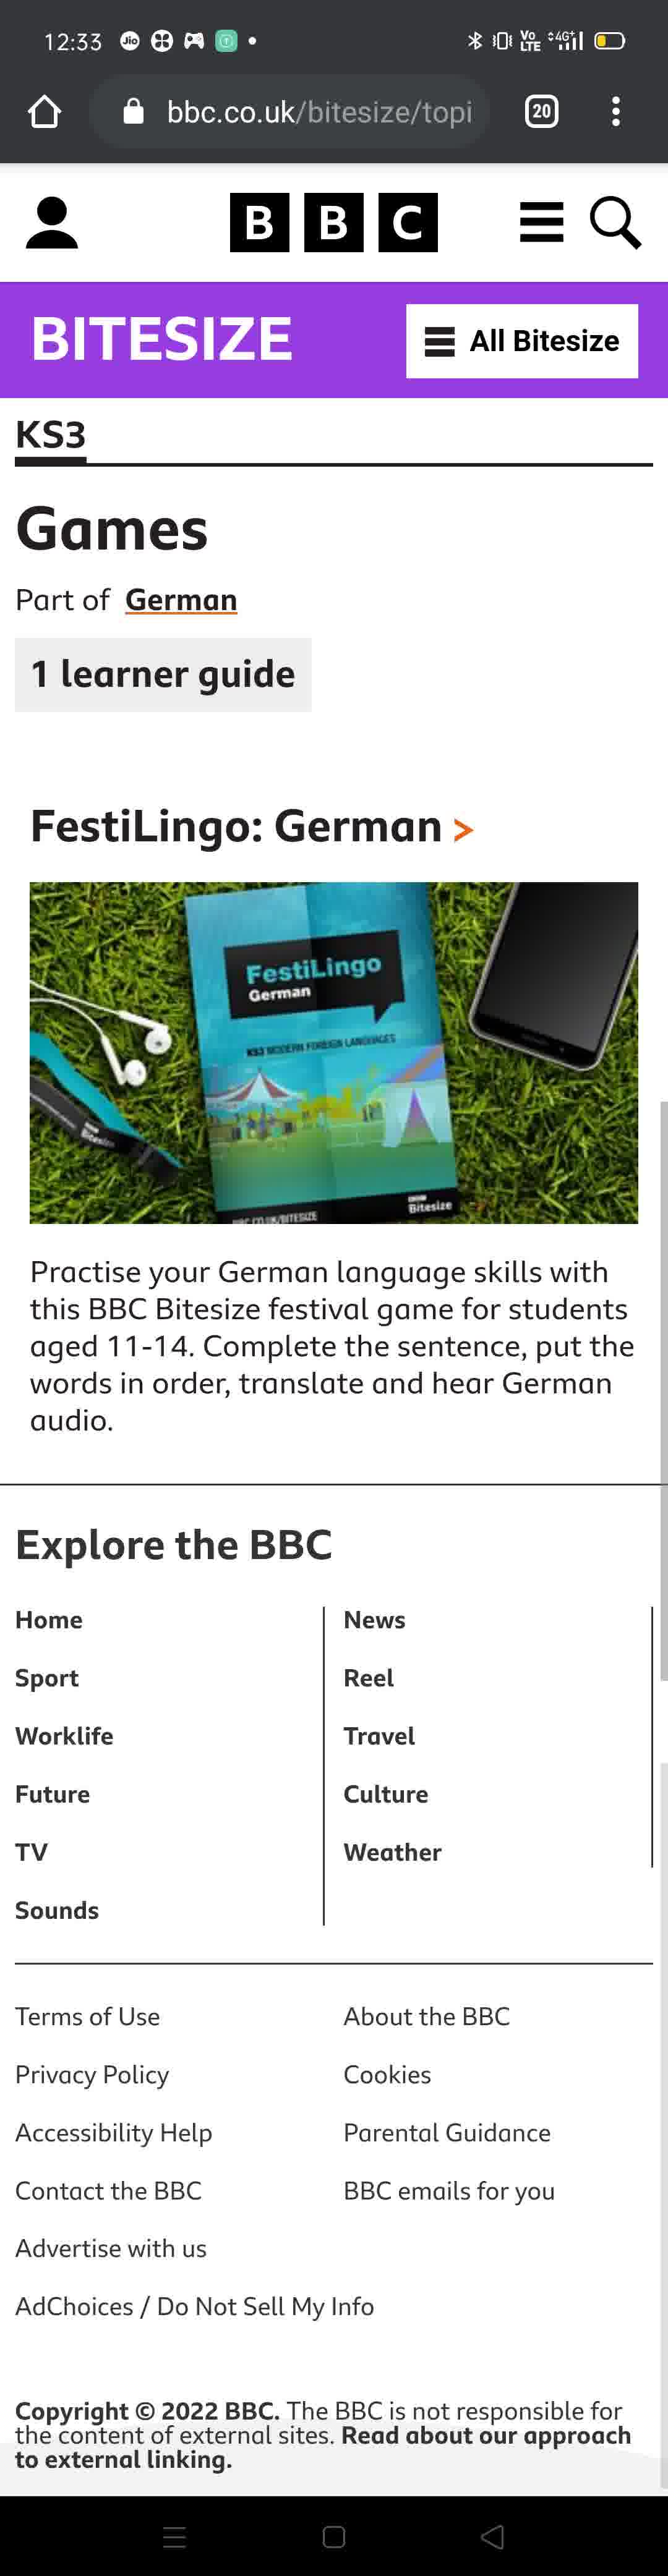 12:33 Jio VoLTE 4G+
bbc.co.uk/bitesize/topi 20
BBC
BITESIZE All Bitesize
KS3
Games
Part of German
1 learner guide
FestiLingo: German >
FestiLingo
German
KS3 MODERN FOREIGN LANGUAGES
Bitesize
BBC.CO.UK/BITESIZE
BBC
Bitesize
Practise your German language skills with
this BBC Bitesize festival game for students
aged 11-14. Complete the sentence, put the
words in order, translate and hear German
audio.
Explore the BBC
Home
Sport
Worklife
Future
TV
Sounds
News
Reel
Travel
Culture
Weather
Terms of Use
Privacy Policy
Accessibility Help
Contact the BBC
Advertise with us
AdChoices / Do Not Sell My Info
About the BBC
Cookies
Parental Guidance
BBC emails for you
Copyright © 2022 BBC. The BBC is not responsible for
the content of external sites. Read about our approach
to external linking.